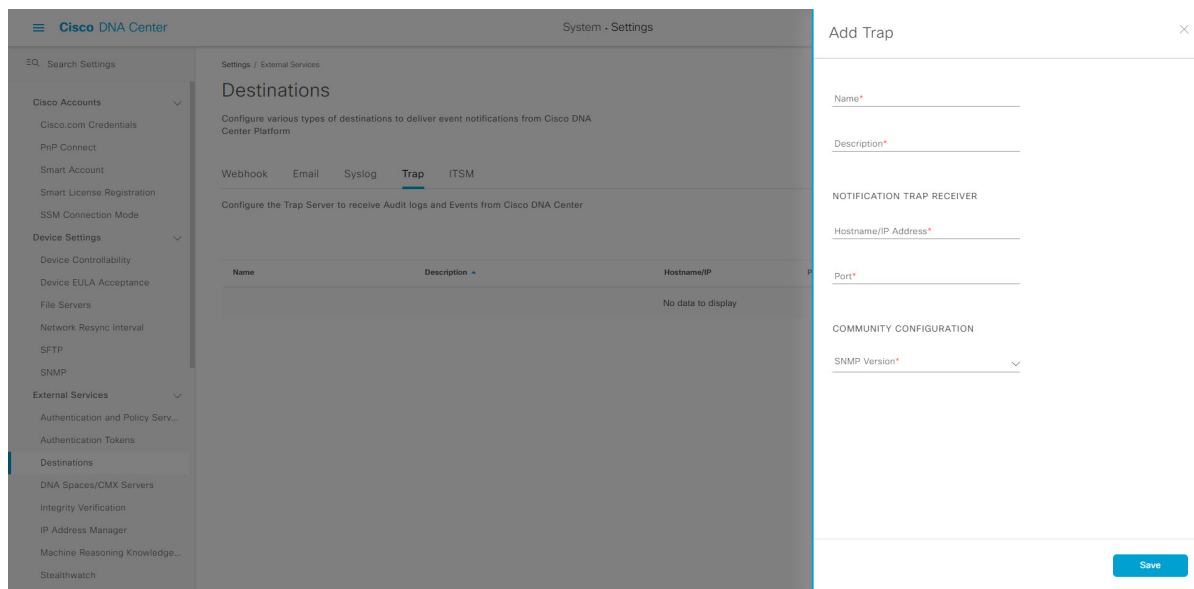 Cisco DNA Center
System · Settings
Search Settings
Cisco Accounts
Cisco.com Credentials
PnP Connect
Smart Account
Smart License Registration
SSM Connection Mode
Device Settings
Device Controllability
Device EULA Acceptance
File Servers
Network Resync Interval
SFTP
SNMP
External Services
Authentication and Policy Serv...
Authentication Tokens
Destinations
DNA Spaces/CMX Servers
Integrity Verification
IP Address Manager
Machine Reasoning Knowledge...
Stealthwatch
Settings / External Services
Destinations
Configure various types of destinations to deliver event notifications from Cisco DNA
Center Platform
Webhook Email Syslog Trap ITSM
Configure the Trap Server to receive Audit logs and Events from Cisco DNA Center
Name Description Hostname/IP P
No data to display
Add Trap
Name*
Description*
NOTIFICATION TRAP RECEIVER
Hostname/IP Address*
Port*
COMMUNITY CONFIGURATION
SNMP Version*
Save